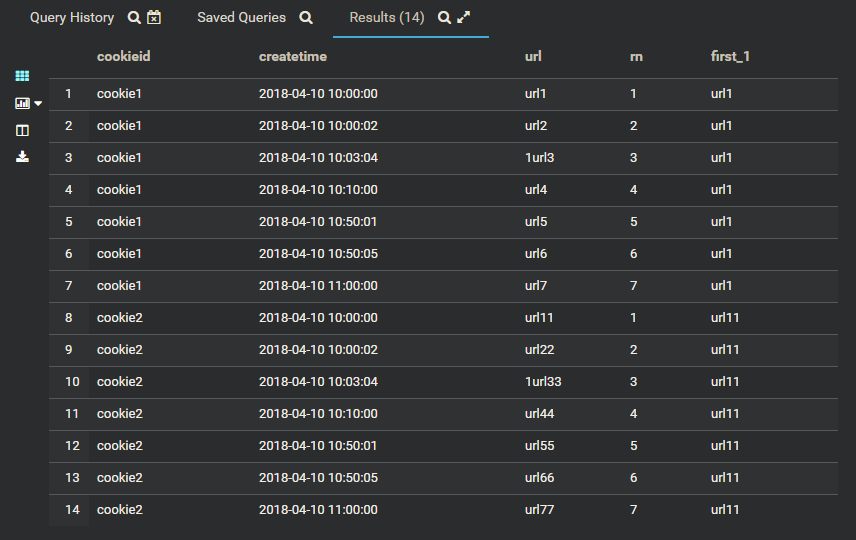 Query History Saved Queries Results (14)
cookieid createtime url rn first_1
1 cookie1 2018-04-10 10:00:00 url1 1 url1
2 cookie1 2018-04-10 10:00:02 url2 2 url1
3 cookie1 2018-04-10 10:03:04 1url3 3 url1
4 cookie1 2018-04-10 10:10:00 url4 4 url1
5 cookie1 2018-04-10 10:50:01 url5 5 url1
6 cookie1 2018-04-10 10:50:05 url6 6 url1
7 cookie1 2018-04-10 11:00:00 url7 7 url1
8 cookie2 2018-04-10 10:00:00 url11 1 url11
9 cookie2 2018-04-10 10:00:02 url22 2 url11
10 cookie2 2018-04-10 10:03:04 1url33 3 url11
11 cookie2 2018-04-10 10:10:00 url44 4 url11
12 cookie2 2018-04-10 10:50:01 url55 5 url11
13 cookie2 2018-04-10 10:50:05 url66 6 url11
14 cookie2 2018-04-10 11:00:00 url77 7 url11